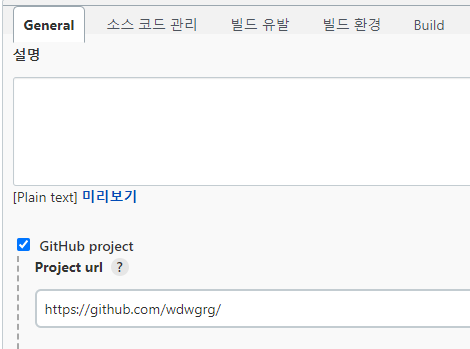 General 소스 코드 관리 빌드 유발 빌드 환경 Build
설명
[Plain text] 미리보기
GitHub project
Project url ?
https://github.com/wdwgrg/